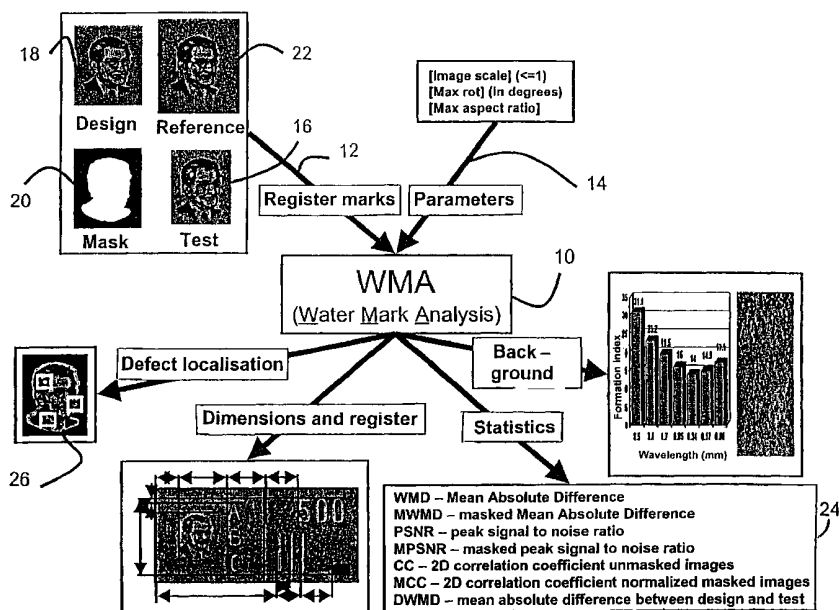 18
22
Design
Reference
16
12
20
Mask
Test
[Image scale] (<=1)
[Max rot] (In degrees)
[Max aspect ratio]
14
Register marks
Parameters
WMA
(Water Mark Analysis)
10
Defect localisation
Back –
ground
Dimensions and register
Statistics
26
Formation index
Wavelength (mm)
500
WMD – Mean Absolute Difference
MWMD – masked Mean Absolute Difference
PSNR – peak signal to noise ratio
MPSNR – masked peak signal to noise ratio
CC – 2D correlation coefficient unmasked images
MCC – 2D correlation coefficient normalized masked images
DWMD – mean absolute difference between design and test
24